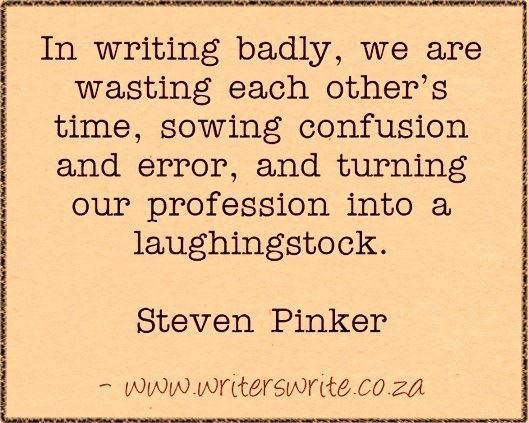 In writing badly, we are
wasting each other’s
time, sowing confusion
and error, and turning
our profession into a
laughingstock.
Steven Pinker
- www.writerswrite.co.za